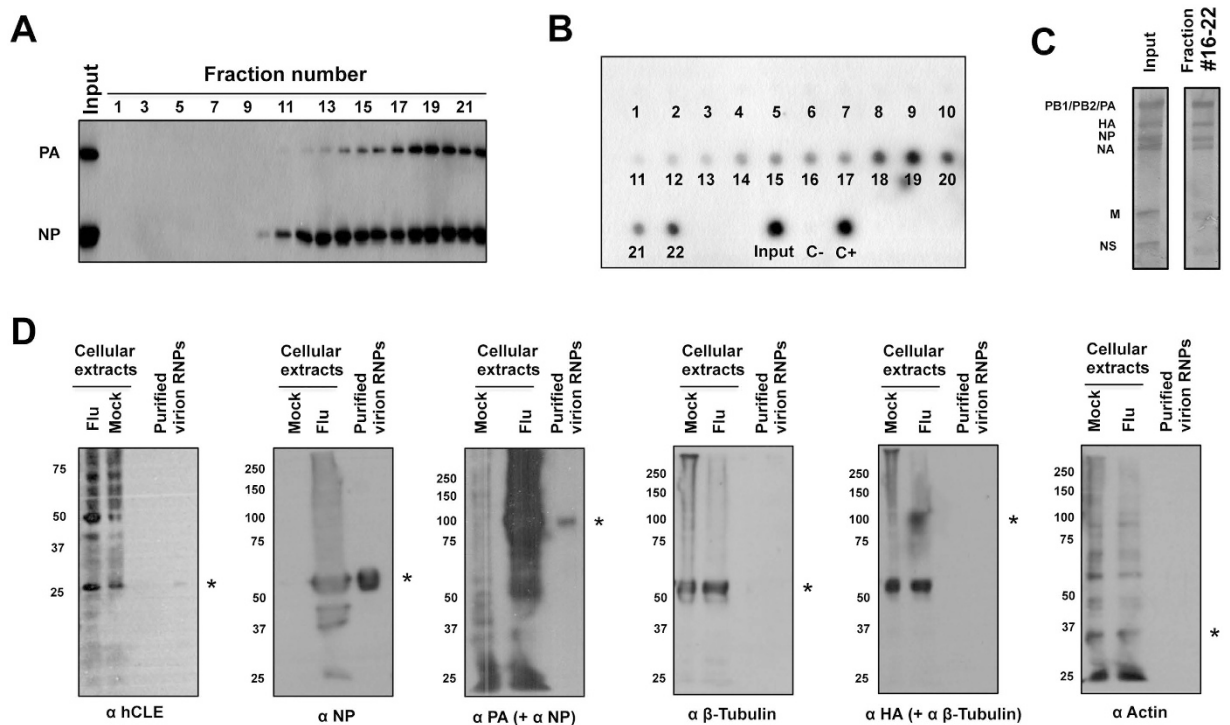 A
Fraction number
Input
1 3 5 7 9 11 13 15 17 19 21
PA
NP
B
1 2 3 4 5 6 7 8 9 10
11 12 13 14 15 16 17 18 19 20
21 22 Input C- C+
C
Input
Fraction
#16-22
PB1/PB2/PA
HA
NP
NA
M
NS
D
Cellular
extracts
Flu
Mock
Purified
virion RNPs
75
50
37
25
*
α hCLE
Cellular
extracts
Mock
Flu
Purified
virion RNPs
250
150
100
75
50
37
25
*
α NP
Cellular
extracts
Mock
Flu
Purified
virion RNPs
250
150
100
75
50
37
25
*
α PA (+ α NP)
Cellular
extracts
Mock
Flu
Purified
virion RNPs
250
150
100
75
50
37
25
*
α β-Tubulin
Cellular
extracts
Mock
Flu
Purified
virion RNPs
250
150
100
75
50
37
25
*
α HA (+ α β-Tubulin)
Cellular
extracts
Mock
Flu
Purified
virion RNPs
250
150
100
75
50
37
25
*
α Actin